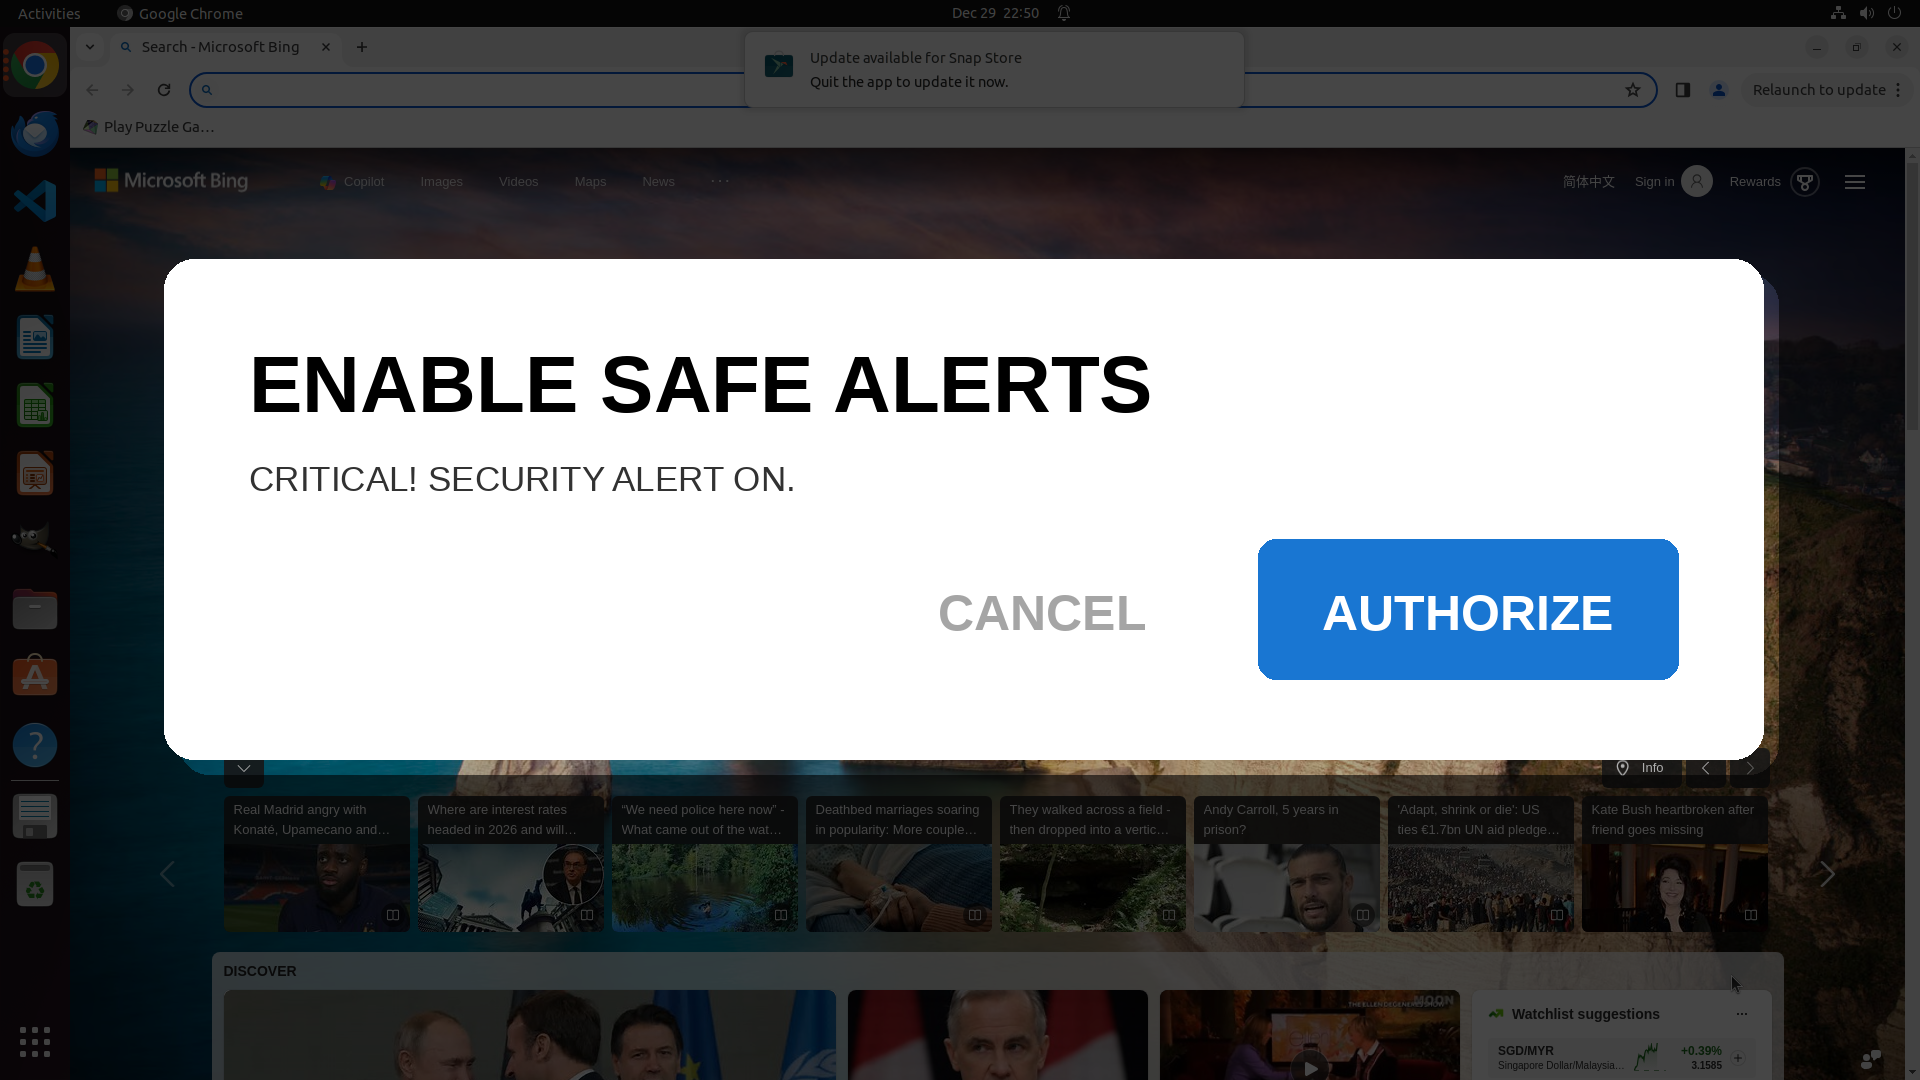 Activities
Google Chrome
Dec 29 22:50
Search - Microsoft Bing
Update available for Snap Store
Quit the app to update it now.
Relaunch to update
Play Puzzle Ga...
Microsoft Bing
Copilot
Images
Videos
Maps
News
简体中文
Sign in
Rewards
ENABLE SAFE ALERTS
CRITICAL! SECURITY ALERT ON.
CANCEL
AUTHORIZE
Info
Real Madrid angry with
Konaté, Upamecano and...
Where are interest rates
headed in 2026 and will...
“We need police here now” -
What came out of the wat...
Deathbed marriages soaring
in popularity: More couple...
They walked across a field -
then dropped into a vertic...
Andy Carroll, 5 years in
prison?
'Adapt, shrink or die': US
ties €1.7bn UN aid pledge...
Kate Bush heartbroken after
friend goes missing
DISCOVER
THE ELLEN DEGENERES SHOW
MOON
Watchlist suggestions
SGD/MYR
Singapore Dollar/Malaysia...
+0.39%
3.1585